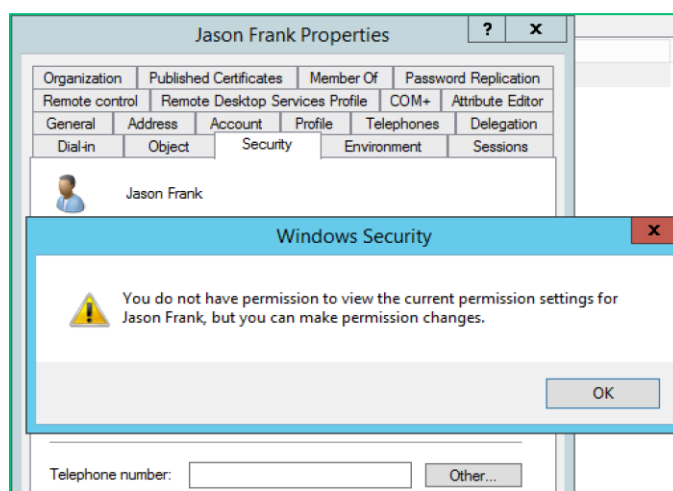 Jason Frank Properties
? x
Organization Published Certificates Member Of Password Replication
Remote control Remote Desktop Services Profile COM+ Attribute Editor
General Address Account Profile Telephones Delegation
Dial-in Object Security Environment Sessions
Jason Frank
Windows Security
x
You do not have permission to view the current permission settings for
Jason Frank, but you can make permission changes.
OK
Telephone number: Other...